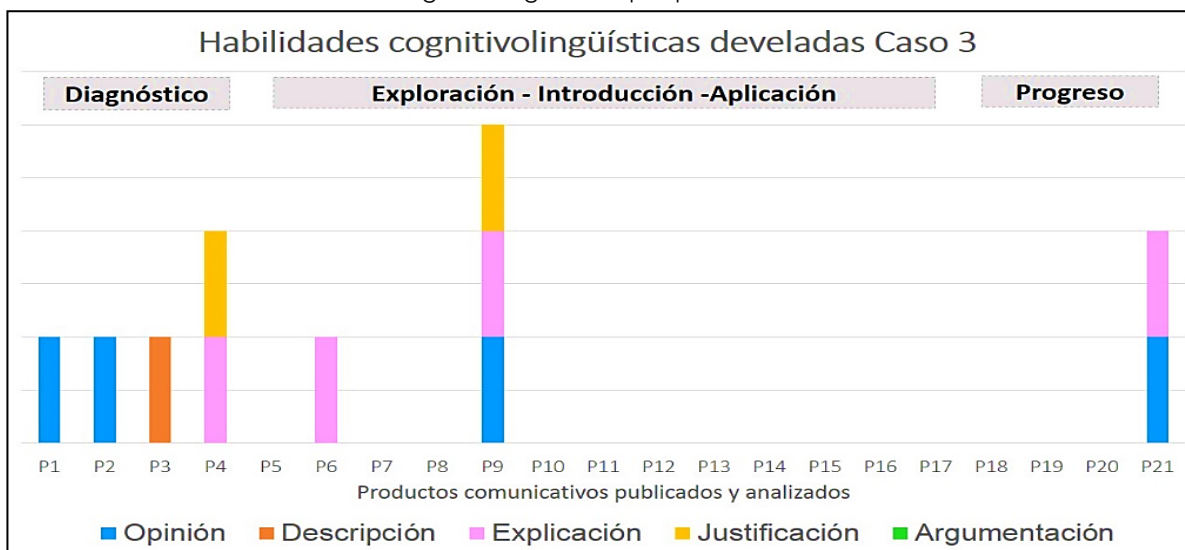 Habilidades cognitivolingüísticas develadas Caso 3
Diagnóstico Exploración - Introducción -Aplicación Progreso
P1 P2 P3 P4 P5 P6 P7 P8 P9 P10 P11 P12 P13 P14 P15 P16 P17 P18 P19 P20 P21
Productos comunicativos publicados y analizados
Opinión Descripción Explicación Justificación Argumentación